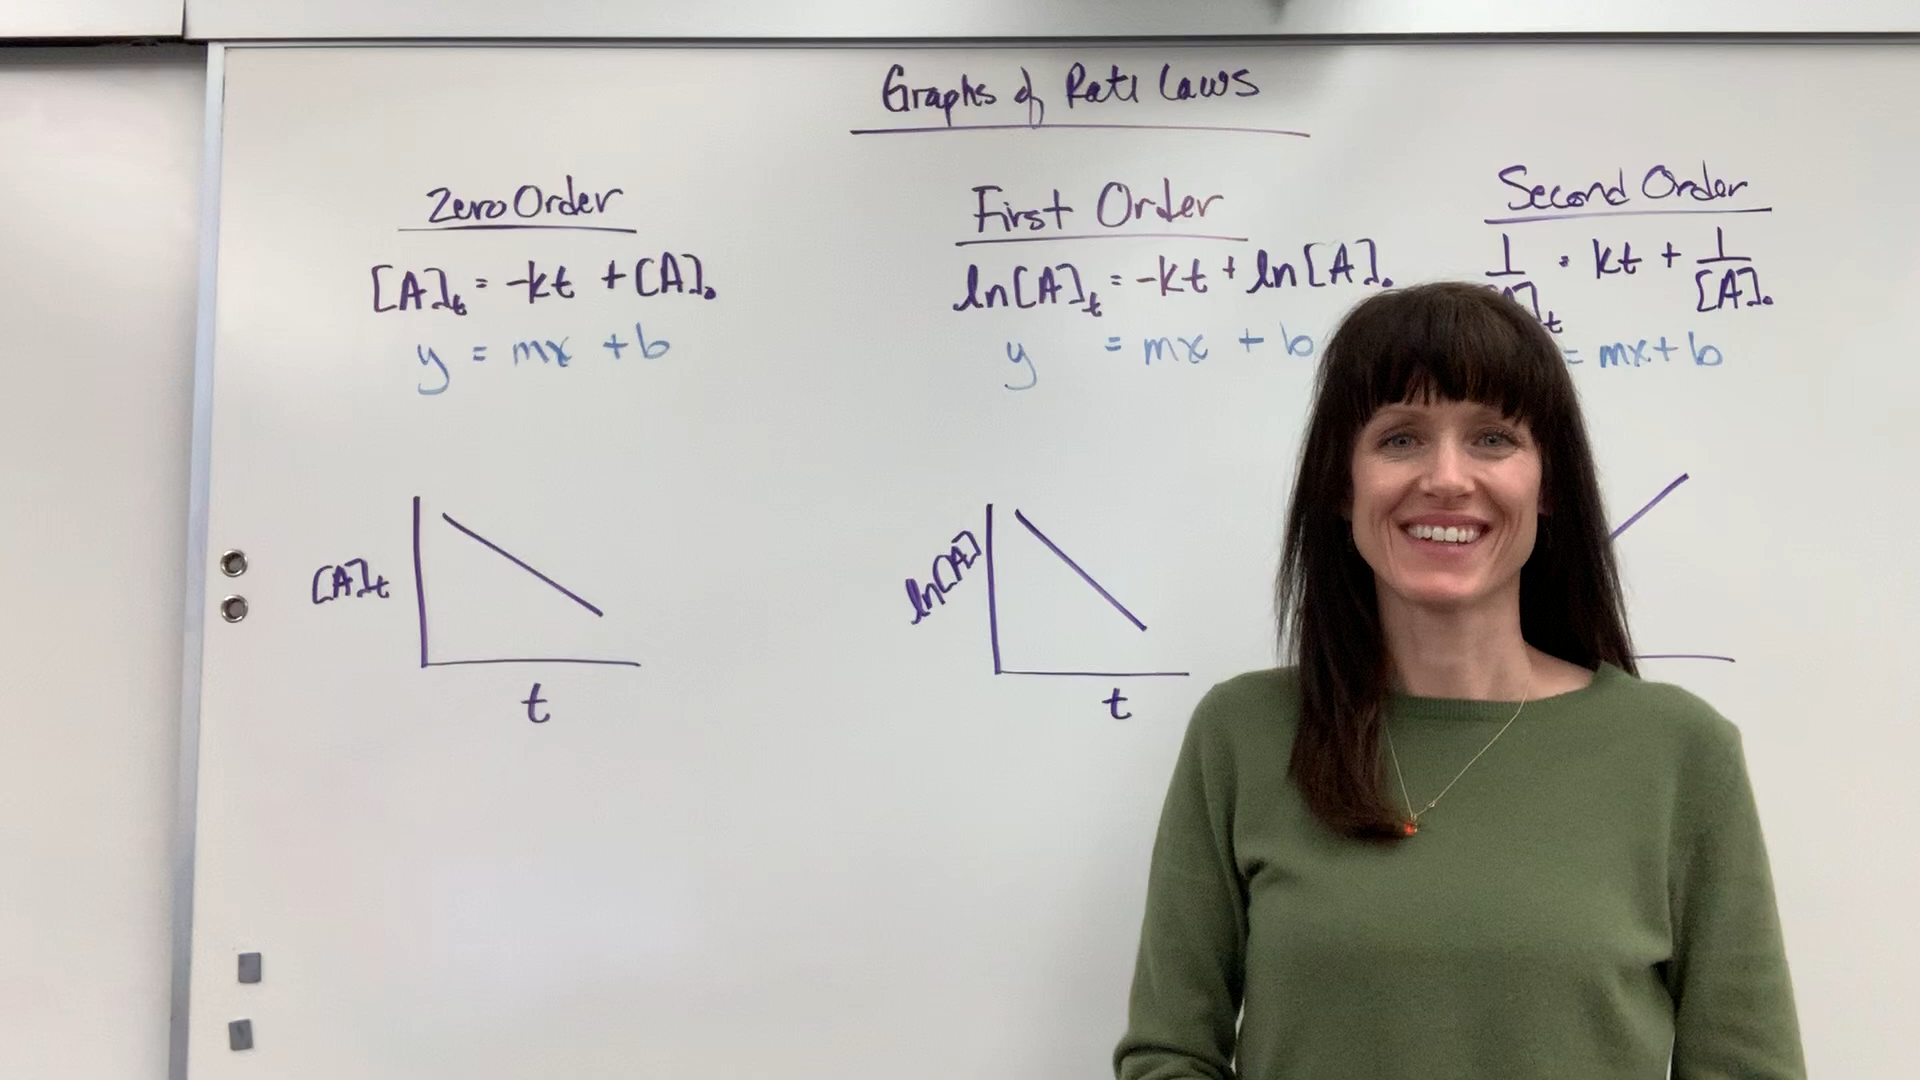 Graphs of Rate Laws
Zero Order
[A]t = -kt + [A]o
y = mx + b
[A]t
t
First Order
ln[A]t = -kt + ln[A]o
y = mx + b
ln[A]
t
Second Order
1 = kt + 1
]t [A]o
= mx + b